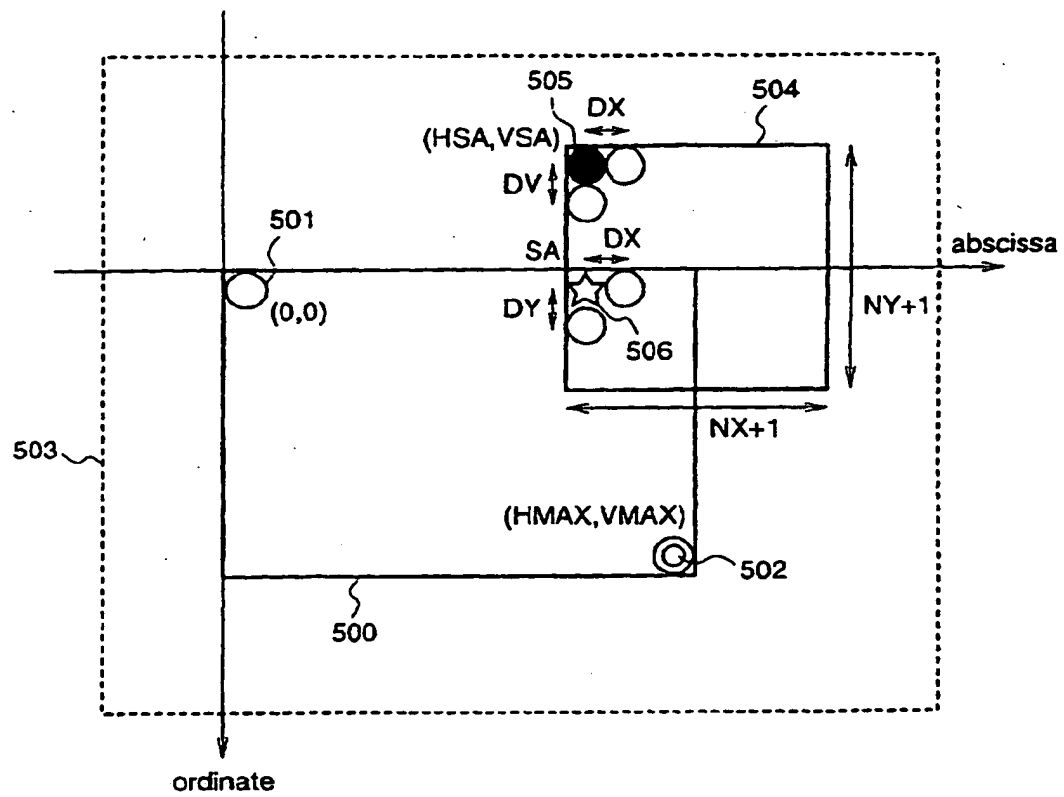 505
504
DX
(HSA,VSA)
DV
501
SA
DX
abscissa
(0,0)
DY
NY+1
506
503
NX+1
(HMAX,VMAX)
502
500
ordinate